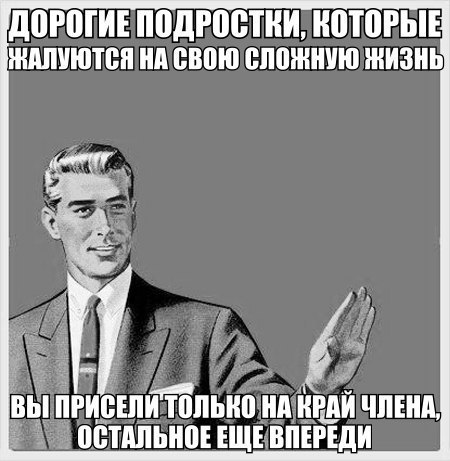 ДОРОГИЕ ПОДРОСТКИ, КОТОРЫЕ
ЖАЛУЮТСЯ НА СВОЮ СЛОЖНУЮ ЖИЗНЬ
ВЫ ПРИСЕЛИ ТОЛЬКО НА КРАЙ ЧЛЕНА,
ОСТАЛЬНОЕ ЕЩЕ ВПЕРЕДИ